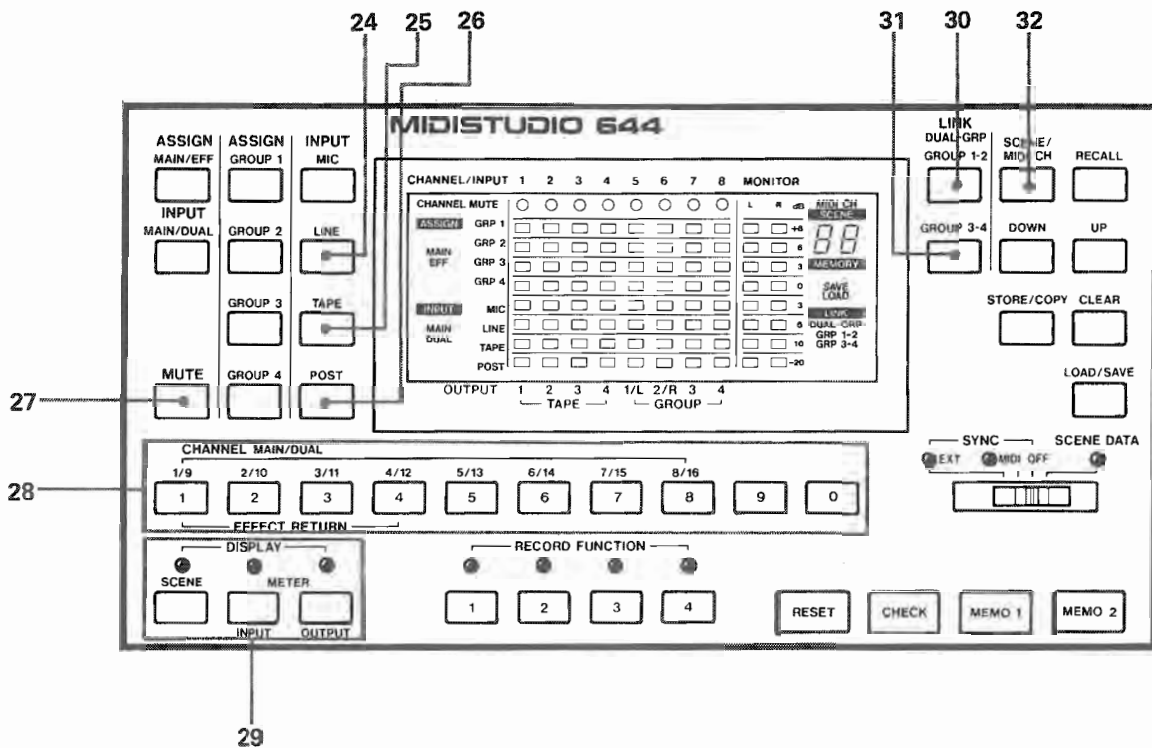 24 25 26 31 30 32
MIDISTUDIO 644
ASSIGN ASSIGN INPUT
MAIN/EFF GROUP 1 MIC
INPUT
MAIN/DUAL GROUP 2 LINE
GROUP 3 TAPE
MUTE GROUP 4 POST
27
CHANNEL/INPUT 1 2 3 4 5 6 7 8 MONITOR
CHANNEL MUTE L R dB MIDI CH
SCENE
ASSIGN GRP 1 +8
MAIN GRP 2 6
EFF
GRP 3 3 MEMORY
GRP 4 0 SAVE
LOAD
INPUT MIC 3 LINK
MAIN LINE 6 DUAL-GRP
DUAL GRP 1-2
TAPE 10 GRP 3-4
POST -20
OUTPUT 1 2 3 4 1/L 2/R 3 4
TAPE GROUP
LINK
DUAL-GRP SCENE/
GROUP 1-2 MIDI CH RECALL
GROUP 3-4 DOWN UP
STORE/COPY CLEAR
LOAD/SAVE
28
CHANNEL MAIN/DUAL
1/9 2/10 3/11 4/12 5/13 6/14 7/15 8/16
1 2 3 4 5 6 7 8 9 0
EFFECT RETURN
SYNC SCENE DATA
EXT MIDI OFF
DISPLAY
SCENE METER
INPUT OUTPUT
RECORD FUNCTION
1 2 3 4
RESET CHECK MEMO 1 MEMO 2
29